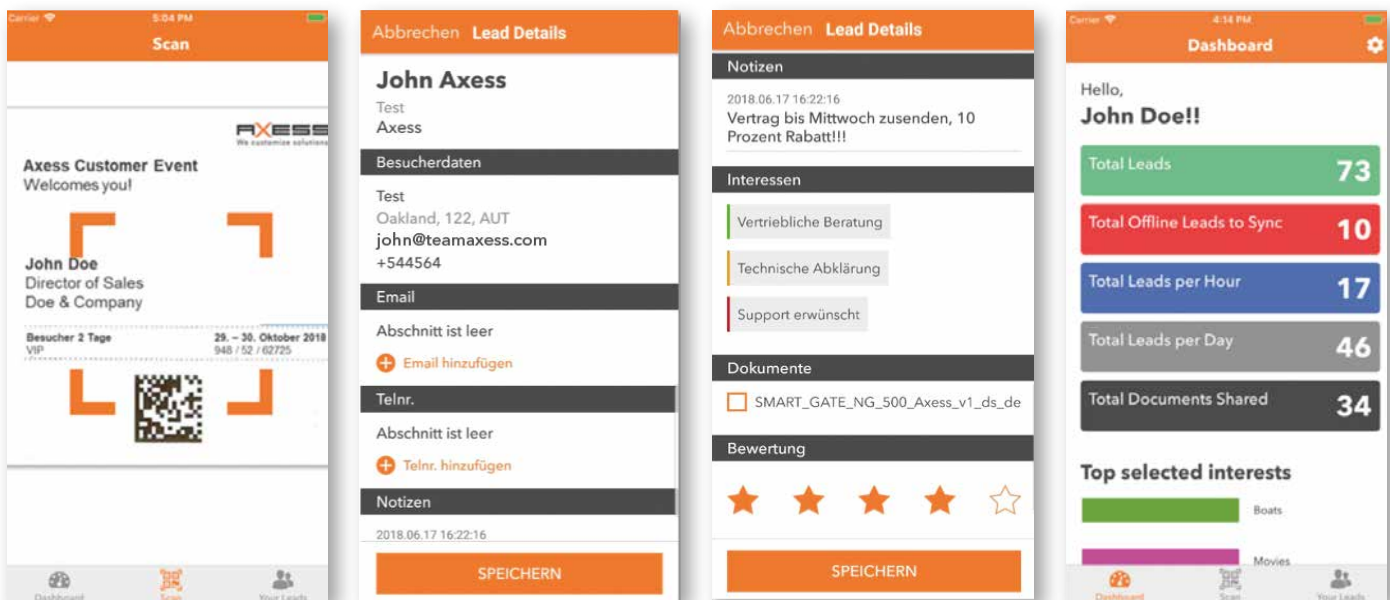 Carrier 5:04 PM
Scan
AXESS
We customize solutions
Axess Customer Event
Welcomes you!
John Doe
Director of Sales
Doe & Company
Besucher 2 Tage 29. – 30. Oktober 2018
VIP 948 / 52 / 62725
Dashboard Scan Your Leads
Abbrechen Lead Details
John Axess
Test
Axess
Besucherdaten
Test
Oakland, 122, AUT
john@teamaxess.com
+544564
Email
Abschnitt ist leer
Email hinzufügen
Telnr.
Abschnitt ist leer
Telnr. hinzufügen
Notizen
2018.06.17 16:22:16
SPEICHERN
Abbrechen Lead Details
Notizen
2018.06.17 16:22:16
Vertrag bis Mittwoch zusenden, 10
Prozent Rabatt!!!
Interessen
Vertriebliche Beratung
Technische Abklärung
Support erwünscht
Dokumente
SMART_GATE_NG_500_Axess_v1_ds_de
Bewertung
SPEICHERN
Carrier 4:14 PM
Dashboard
Hello,
John Doe!!
Total Leads 73
Total Offline Leads to Sync 10
Total Leads per Hour 17
Total Leads per Day 46
Total Documents Shared 34
Top selected interests
Boats
Movies
Dashboard Scan Your Leads